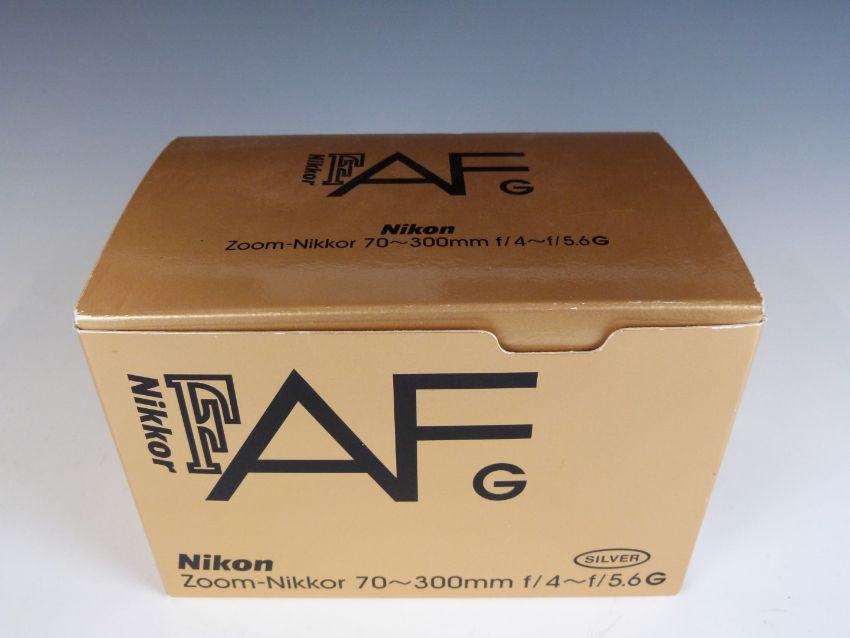 Nikkor AF G
Nikon
Zoom-Nikkor 70~300mm f/4~f/5.6G
Nikkor AF G
Nikon
SILVER
Zoom-Nikkor 70~300mm f/4~f/5.6G